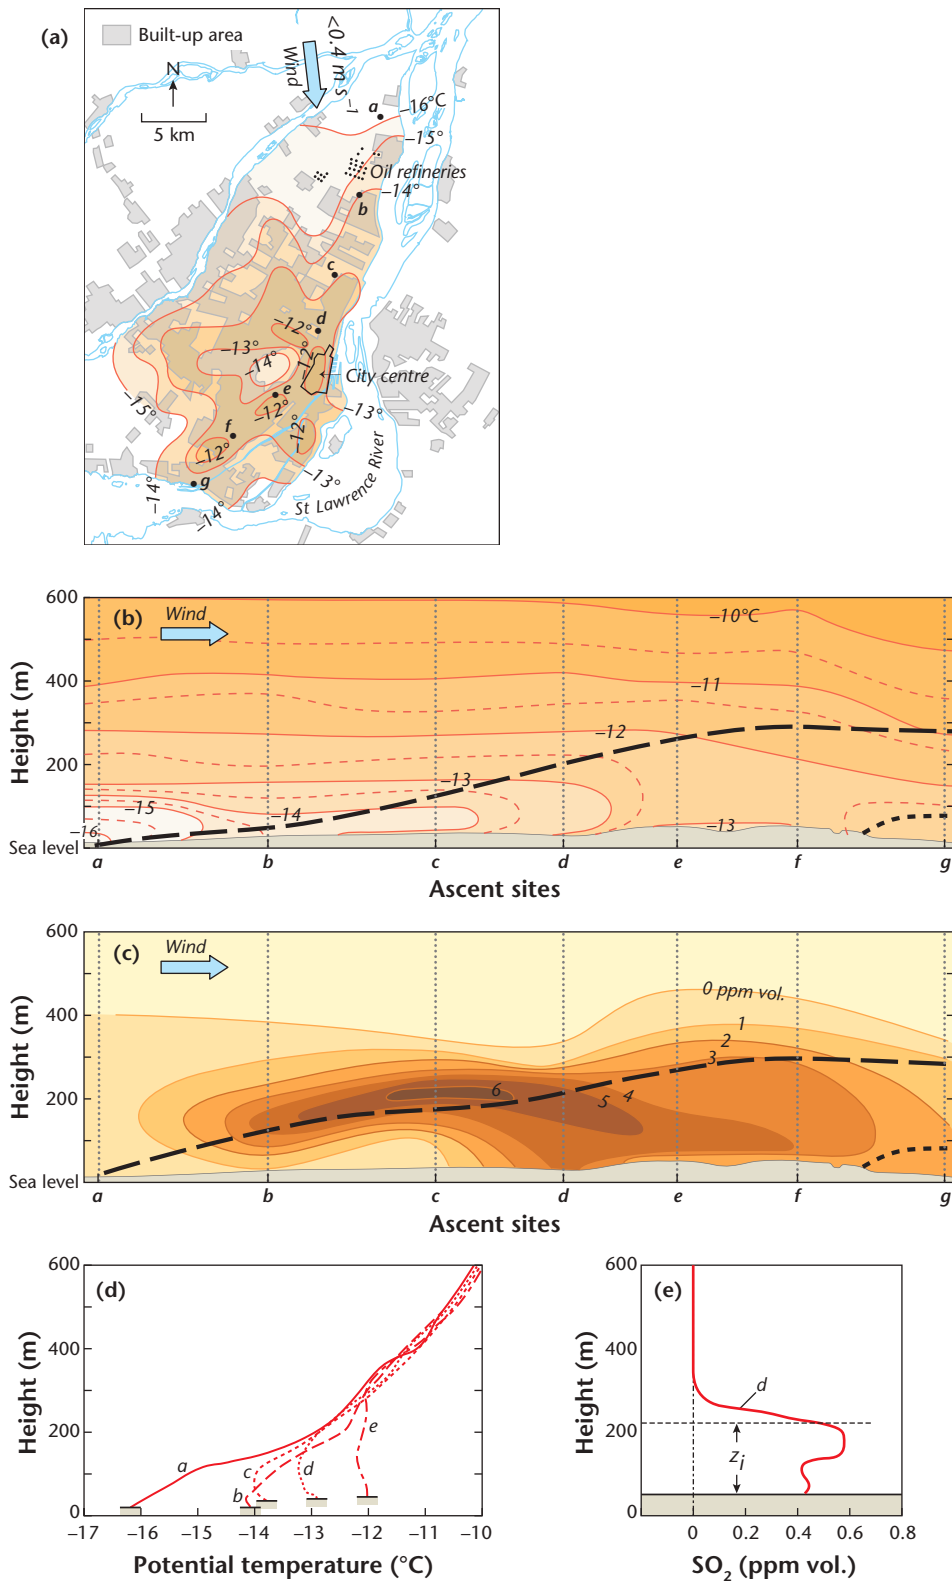 (a)
Built-up area
N
5 km
<0.4 m s⁻¹
Wind
a
−16°C
−15°
Oil refineries
−14°
b
c
d
−12°
−13°
−14°
−12°
City centre
e
−12°
−15°
−13°
f
−12°
−12°
g
−14°
−14°
−13°
St Lawrence River
600
(b)
Wind
−10°C
400
−11
Height (m)
−12
200
−13
−15
−14
−16
−13
Sea level
a b c d e f g
Ascent sites
600
(c)
Wind
0 ppm vol.
400
1
2
3
Height (m)
6
5
4
200
Sea level
a b c d e f g
Ascent sites
600
(d)
400
Height (m)
200
a
c
b
d
e
0
−17 −16 −15 −14 −13 −12 −11 −10
Potential temperature (°C)
600
(e)
400
Height (m)
d
200
zᵢ
0
0 0.2 0.4 0.6 0.8
SO₂ (ppm vol.)